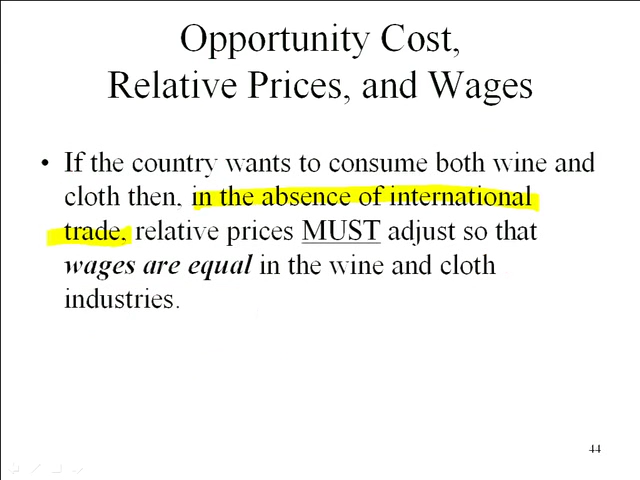 Opportunity Cost,
Relative Prices, and Wages
• If the country wants to consume both wine and
cloth then, in the absence of international
trade, relative prices MUST adjust so that
wages are equal in the wine and cloth
industries.
44